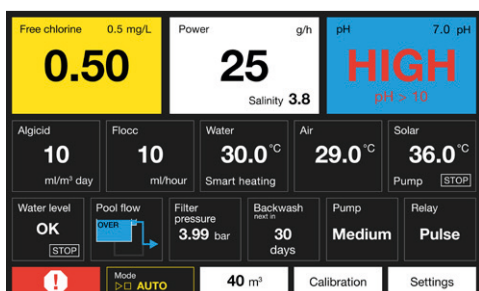 Free chlorine 0.5 mg/L
0.50
Power g/h
25
Salinity 3.8
pH 7.0 pH
HIGH
pH > 10
Algicid
10
ml/m³ day
Flocc
10
ml/hour
Water
30.0°C
Smart heating
Air
29.0°C
Solar
36.0°C
Pump STOP
Water level
OK
STOP
Pool flow
OVER
Filter
pressure
3.99 bar
Backwash
next in
30
days
Pump
Medium
Relay
Pulse
!
Mode
AUTO
40 m³
Calibration
Settings